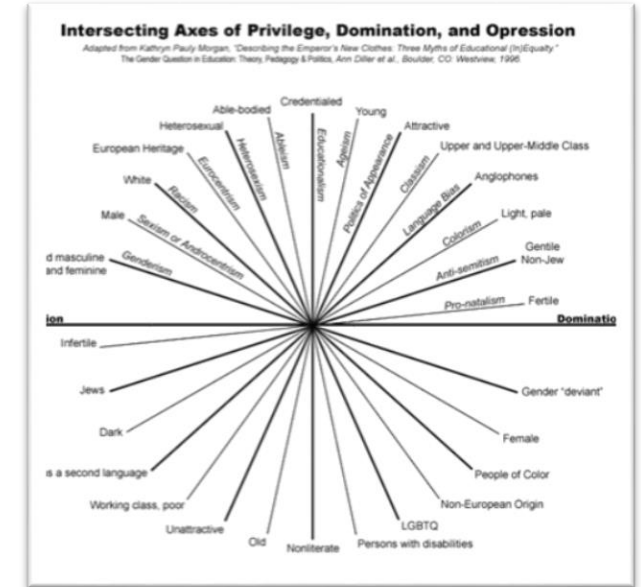 Intersecting Axes of Privilege, Domination, and Opression
Adapted from Kathryn Pauly Morgan, "Describing the Emperor's New Clothes: Three Myths of Educational (In)Equality."
The Gender Question in Education: Theory, Pedagogy & Politics, Ann Diller et al., Boulder, CO: Westview, 1996.
Credentialed
Able-bodied
Young
Heterosexual
Attractive
European Heritage
Upper and Upper-Middle Class
White
Anglophones
Male
Light, pale
d masculine
and feminine
Gentile
Non-Jew
Fertile
Genderism
Sexism or Androcentrism
Racism
Eurocentrism
Heterosexism
Ableism
Educationalism
Ageism
Politics of Appearance
Classism
Language Bias
Colorism
Anti-semitism
Pro-natalism
ion
Dominatio
Infertile
Jews
Gender "deviant"
Dark
Female
s a second language
People of Color
Working class, poor
Non-European Origin
Unattractive
LGBTQ
Old
Nonliterate
Persons with disabilities